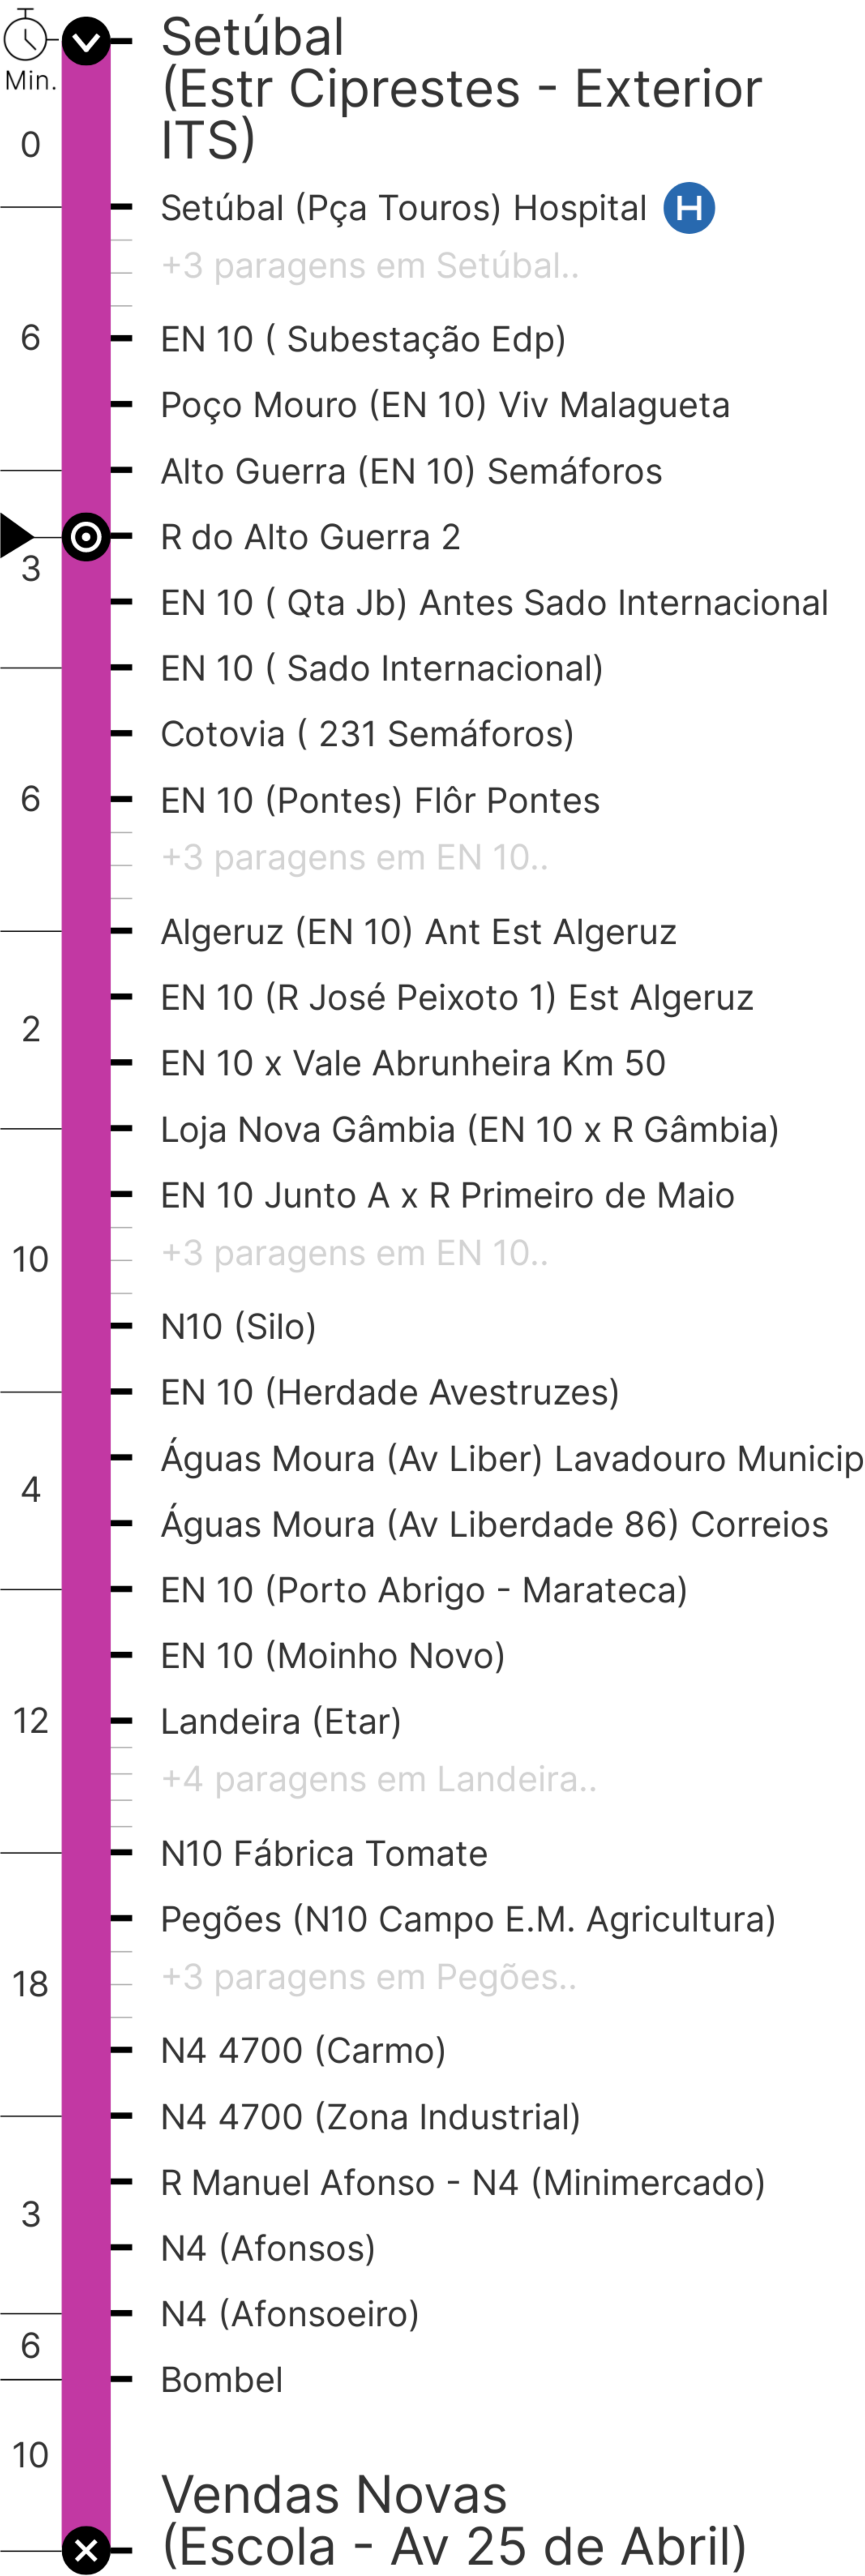 Setúbal
Min.
(Estr Ciprestes - Exterior
ITS)
0
Setúbal (Pça Touros) Hospital H
+3 paragens em Setúbal..
6
EN 10 ( Subestação Edp)
Poço Mouro (EN 10) Viv Malagueta
Alto Guerra (EN 10) Semáforos
R do Alto Guerra 2
3
EN 10 ( Qta Jb) Antes Sado Internacional
EN 10 ( Sado Internacional)
Cotovia ( 231 Semáforos)
6
EN 10 (Pontes) Flôr Pontes
+3 paragens em EN 10..
Algeruz (EN 10) Ant Est Algeruz
EN 10 (R José Peixoto 1) Est Algeruz
2
EN 10 x Vale Abrunheira Km 50
Loja Nova Gâmbia (EN 10 x R Gâmbia)
EN 10 Junto A x R Primeiro de Maio
10
+3 paragens em EN 10..
N10 (Silo)
EN 10 (Herdade Avestruzes)
Águas Moura (Av Liber) Lavadouro Municip
4
Águas Moura (Av Liberdade 86) Correios
EN 10 (Porto Abrigo - Marateca)
EN 10 (Moinho Novo)
12
Landeira (Etar)
+4 paragens em Landeira..
N10 Fábrica Tomate
Pegões (N10 Campo E.M. Agricultura)
+3 paragens em Pegões..
18
N4 4700 (Carmo)
N4 4700 (Zona Industrial)
R Manuel Afonso - N4 (Minimercado)
3
N4 (Afonsos)
N4 (Afonsoeiro)
6
Bombel
10
Vendas Novas
(Escola - Av 25 de Abril)